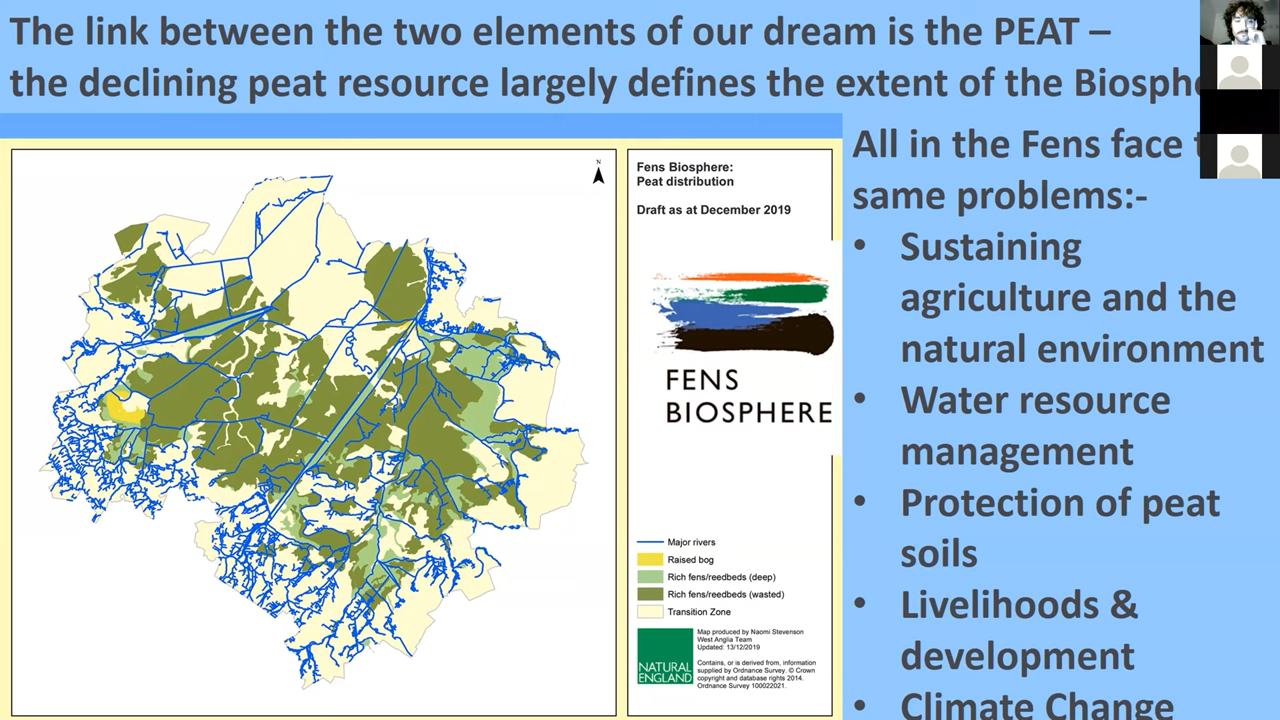 The link between the two elements of our dream is the PEAT –
the declining peat resource largely defines the extent of the
All in the Fens face
same problems:-
• Sustaining
agriculture and the
natural environment
• Water resource
management
• Protection of peat
soils
• Livelihoods &
development
• Climate Change
N
Fens Biosphere:
Peat distribution
Draft as at December 2019
FENS
BIOSPHERE
Major rivers
Raised bog
Rich fens/reedbeds (deep)
Rich fens/reedbeds (wasted)
Transition Zone
NATURAL
ENGLAND
Map produced by Naomi Stevenson
West Anglia Team
Updated: 13/12/2019
Contains, or is derived from, information
supplied by Ordnance Survey. © Crown
copyright and database rights 2014.
Ordnance Survey 100022021.